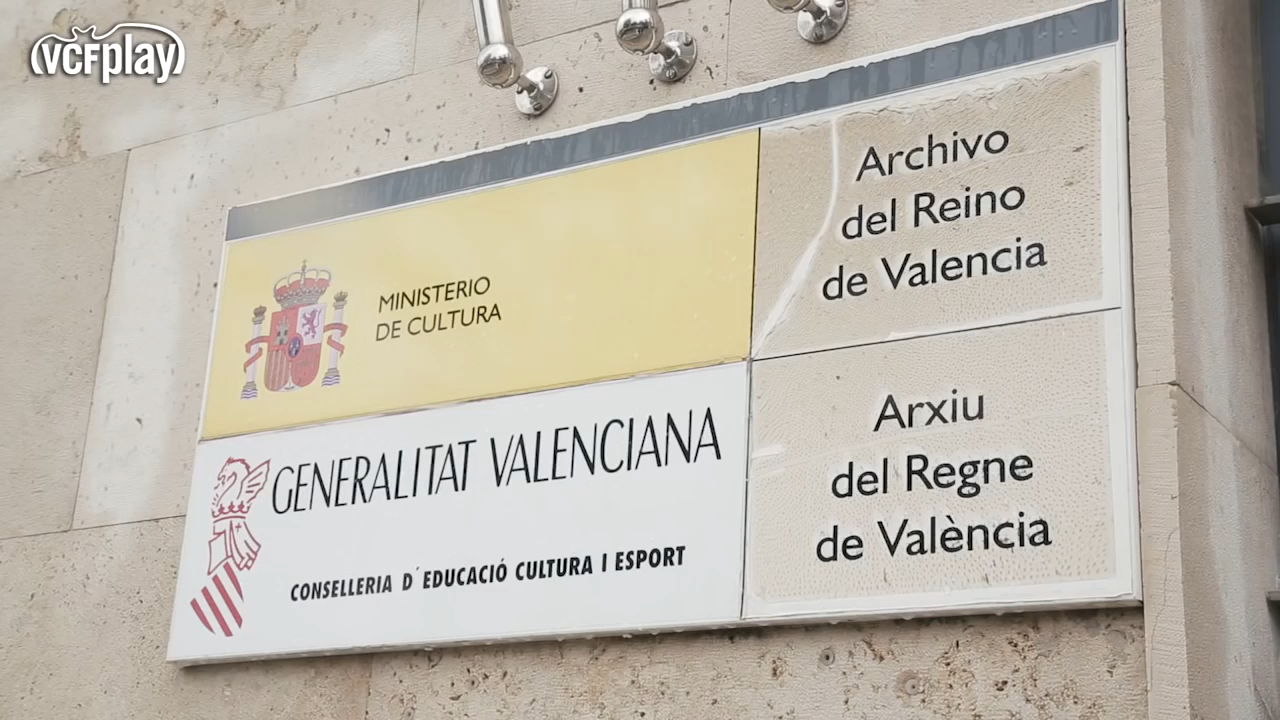 vcfplay
MINISTERIO
DE CULTURA
GENERALITAT VALENCIANA
CONSELLERIA D´EDUCACIÓ CULTURA I ESPORT
Archivo
del Reino
de Valencia
Arxiu
del Regne
de València